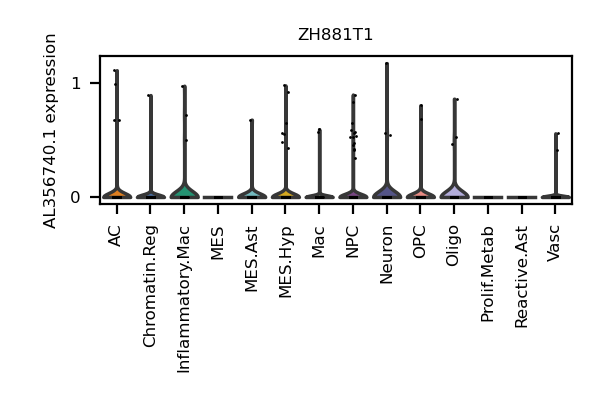 ZH881T1
AL356740.1 expression
1
0
AC
Chromatin.Reg
Inflammatory.Mac
MES
MES.Ast
MES.Hyp
Mac
NPC
Neuron
OPC
Oligo
Prolif.Metab
Reactive.Ast
Vasc